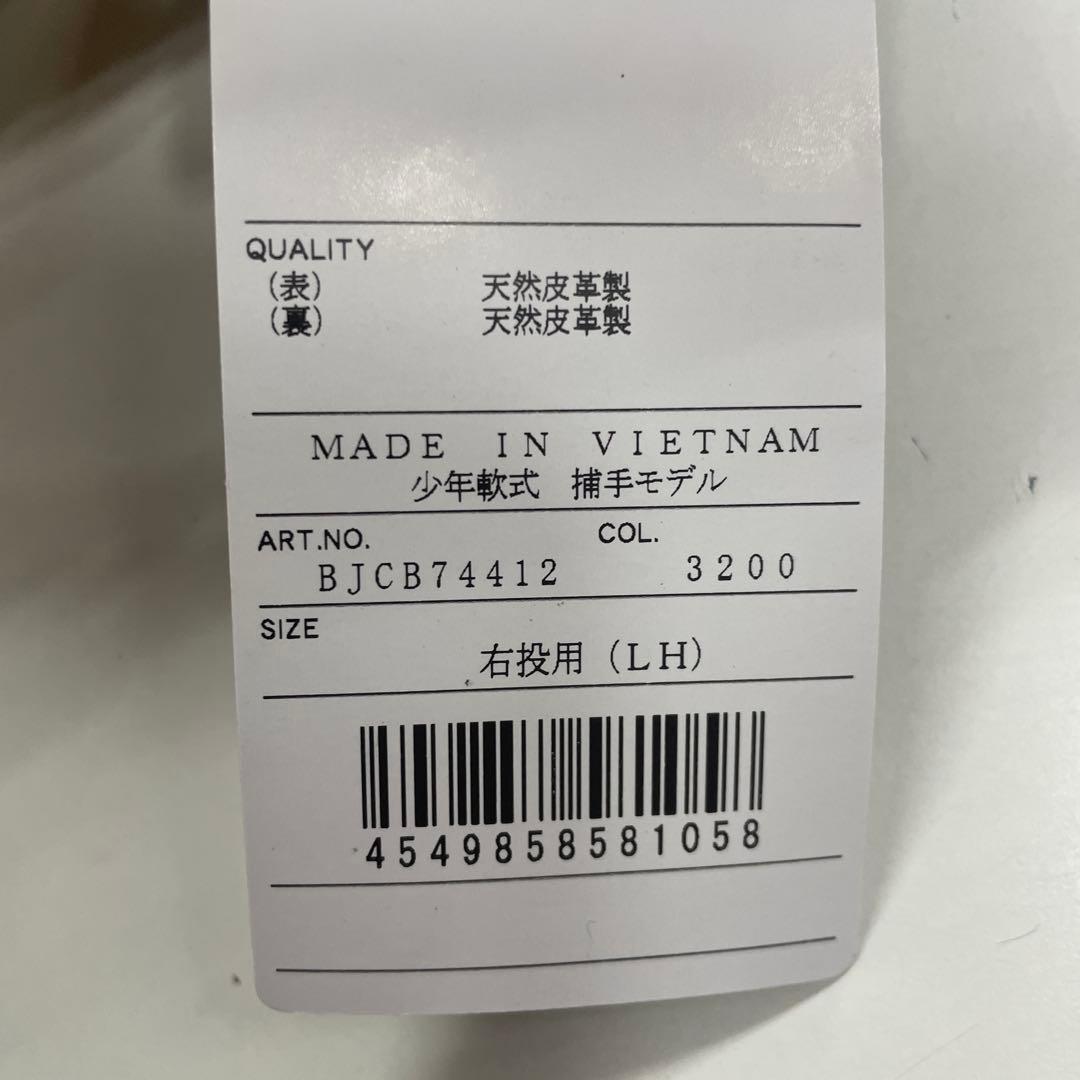 QUALITY
(表) 天然皮革製
(裏) 天然皮革製
MADE IN VIETNAM
少年軟式 捕手モデル
ART.NO. COL.
BJCB74412 3200
SIZE
右投用(LH)
4549858581058